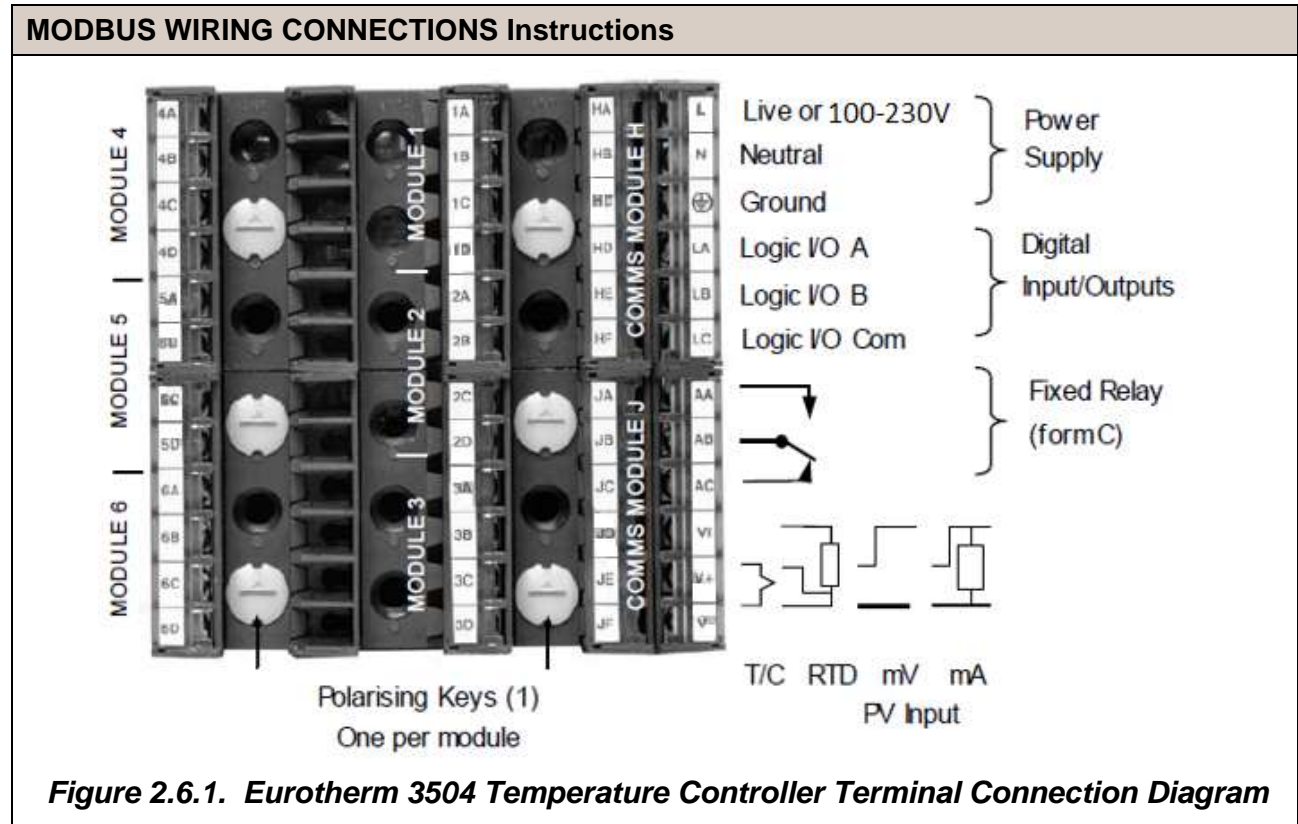 MODBUS WIRING CONNECTIONS Instructions
MODULE 4
MODULE 5
MODULE 6
4A
4B
4C
4D
5A
5B
5C
5D
6A
6B
6C
6D
MODULE 1
MODULE 2
MODULE 3
1A
1B
1C
1D
2A
2B
2C
2D
3A
3B
3C
3D
HA
HB
HD
HE
HF
JA
JB
JC
JD
JE
JF
COMMS MODULE H
COMMS MODULE J
L
N
LA
LB
LC
AA
AB
AC
VI
V+
Live or 100-230V
Neutral
Ground
Power
Supply
Logic I/O A
Logic I/O B
Logic I/O Com
Digital
Input/Outputs
Fixed Relay
(form C)
T/C RTD mV mA
PV Input
Polarising Keys (1)
One per module
Figure 2.6.1. Eurotherm 3504 Temperature Controller Terminal Connection Diagram